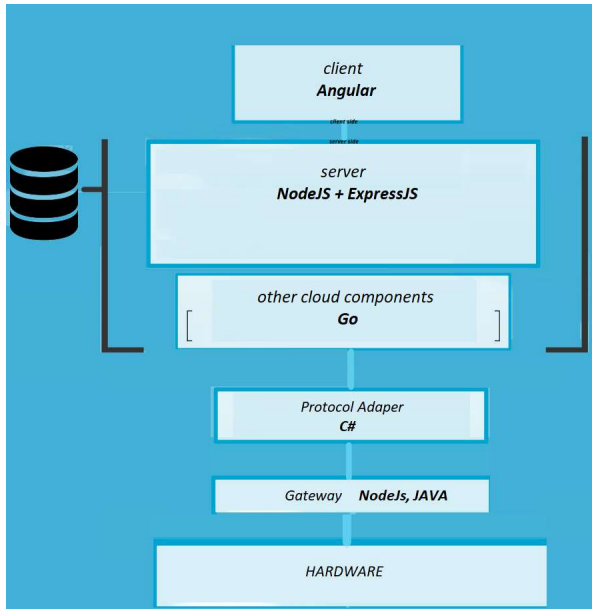 client
Angular
client side
server side
server
NodeJS + ExpressJS
other cloud components
Go
Protocol Adaper
C#
Gateway NodeJs, JAVA
HARDWARE